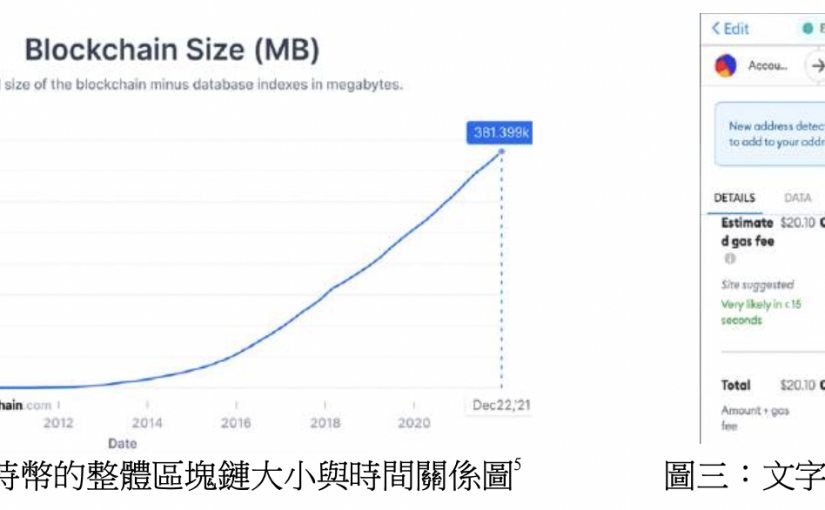 Blockchain Size (MB)
size of the blockchain minus database indexes in megabytes.
381.399k
hain.com
2012
2014
2016
2018
2020
Dec22,'21
Date
時幣的整體區塊鏈大小與時間關係圖5
Edit
Accou...
New address detec
to add to your addr
DETAILS
DATA
Estimate $20.10
d gas fee
Site suggested
Very likely in < 15
seconds
Total $20.10
Amount + gas
fee
圖三：文字